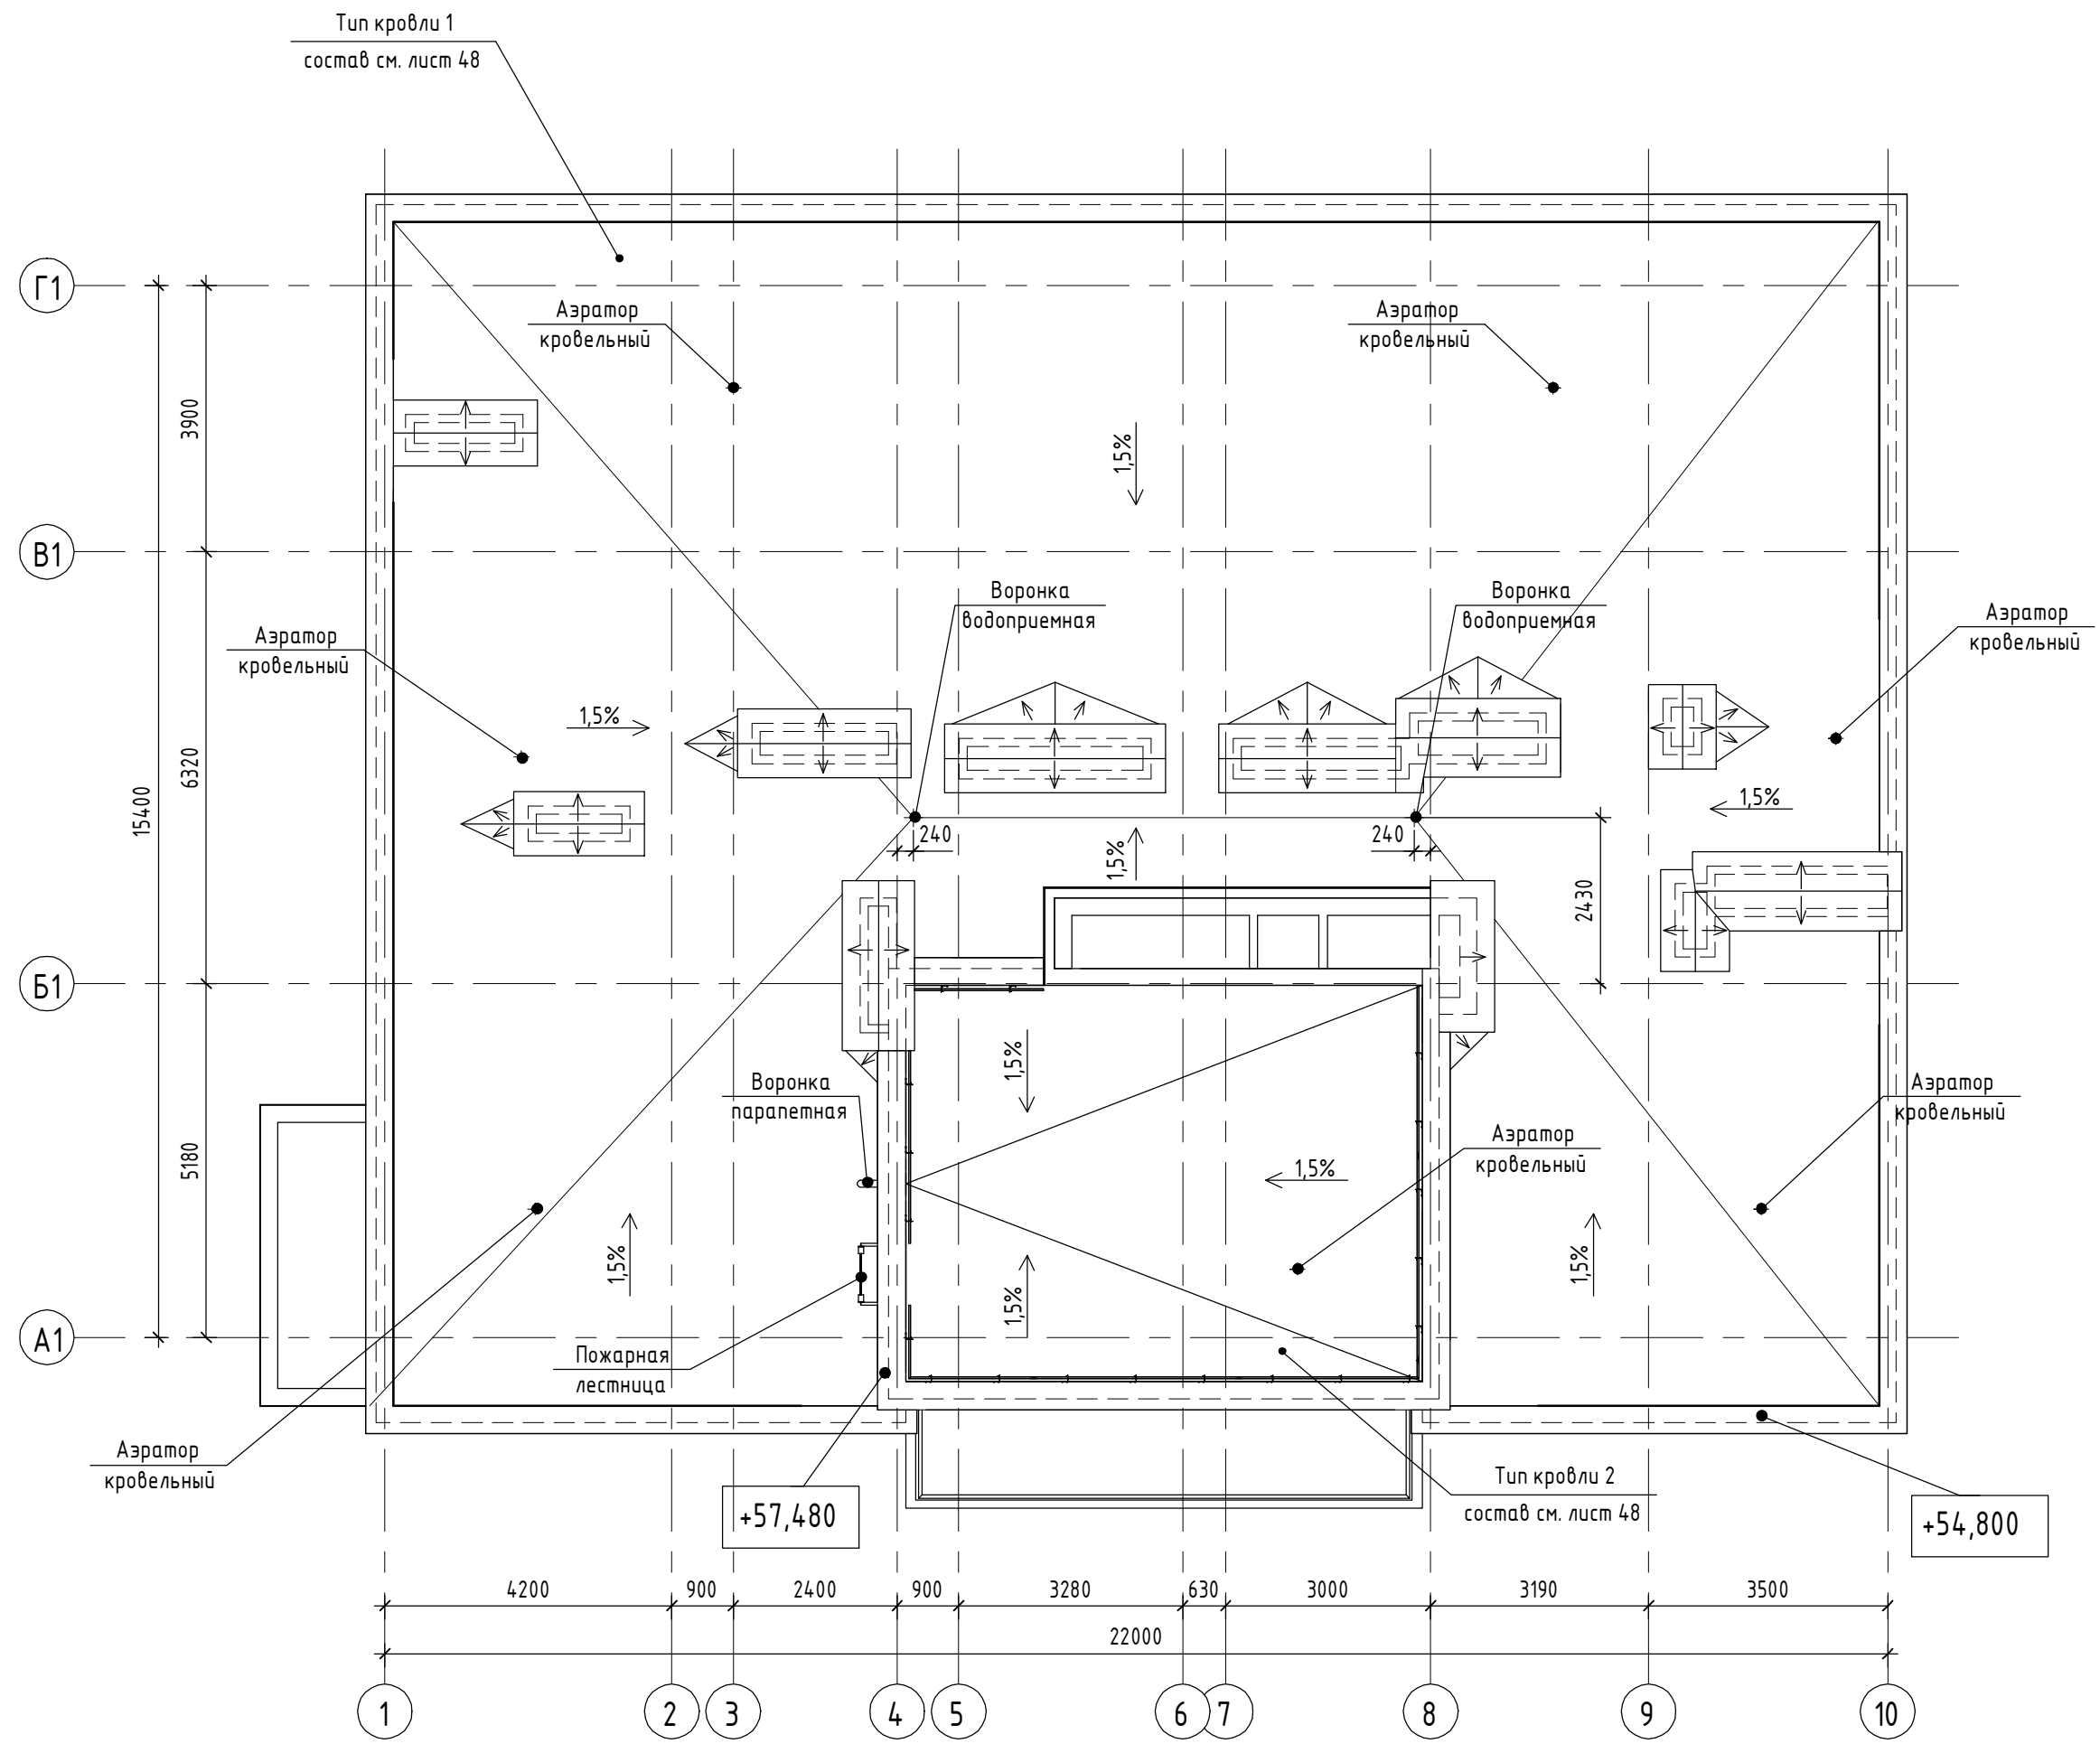 Тип кровли 1
состав см. лист 48
Г1
Аэратор
кровельный
Аэратор
кровельный
3900
1,5%
В1
Воронка
водоприемная
Воронка
водоприемная
Аэратор
кровельный
Аэратор
кровельный
1,5%
6320
15400
1,5%
240
240
1,5%
2430
Б1
1,5%
Воронка
парапетная
Аэратор
кровельный
Аэратор
кровельный
5180
1,5%
1,5%
1,5%
1,5%
А1
Пожарная
лестница
Аэратор
кровельный
Тип кровли 2
состав см. лист 48
+57,480
+54,800
4200 900 2400 900 3280 630 3000 3190 3500
22000
1 2 3 4 5 6 7 8 9 10